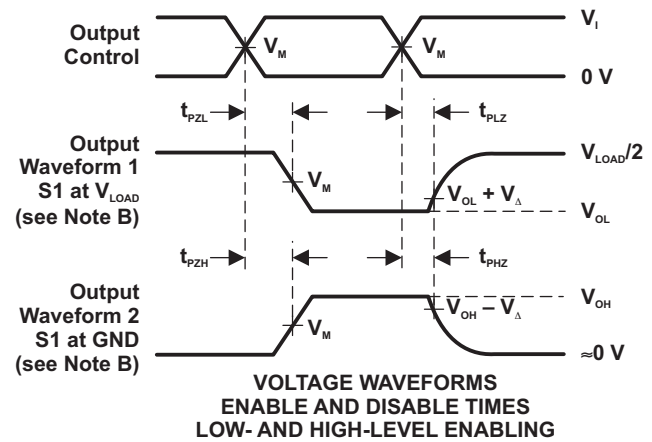 Output
Control
V_M
V_M
V_I
0 V
t_PZL
t_PLZ
Output
Waveform 1
S1 at V_LOAD
(see Note B)
V_M
V_OL + V_Δ
V_LOAD/2
V_OL
t_PZH
t_PHZ
Output
Waveform 2
S1 at GND
(see Note B)
V_M
V_OH − V_Δ
V_OH
≈0 V
VOLTAGE WAVEFORMS
ENABLE AND DISABLE TIMES
LOW- AND HIGH-LEVEL ENABLING